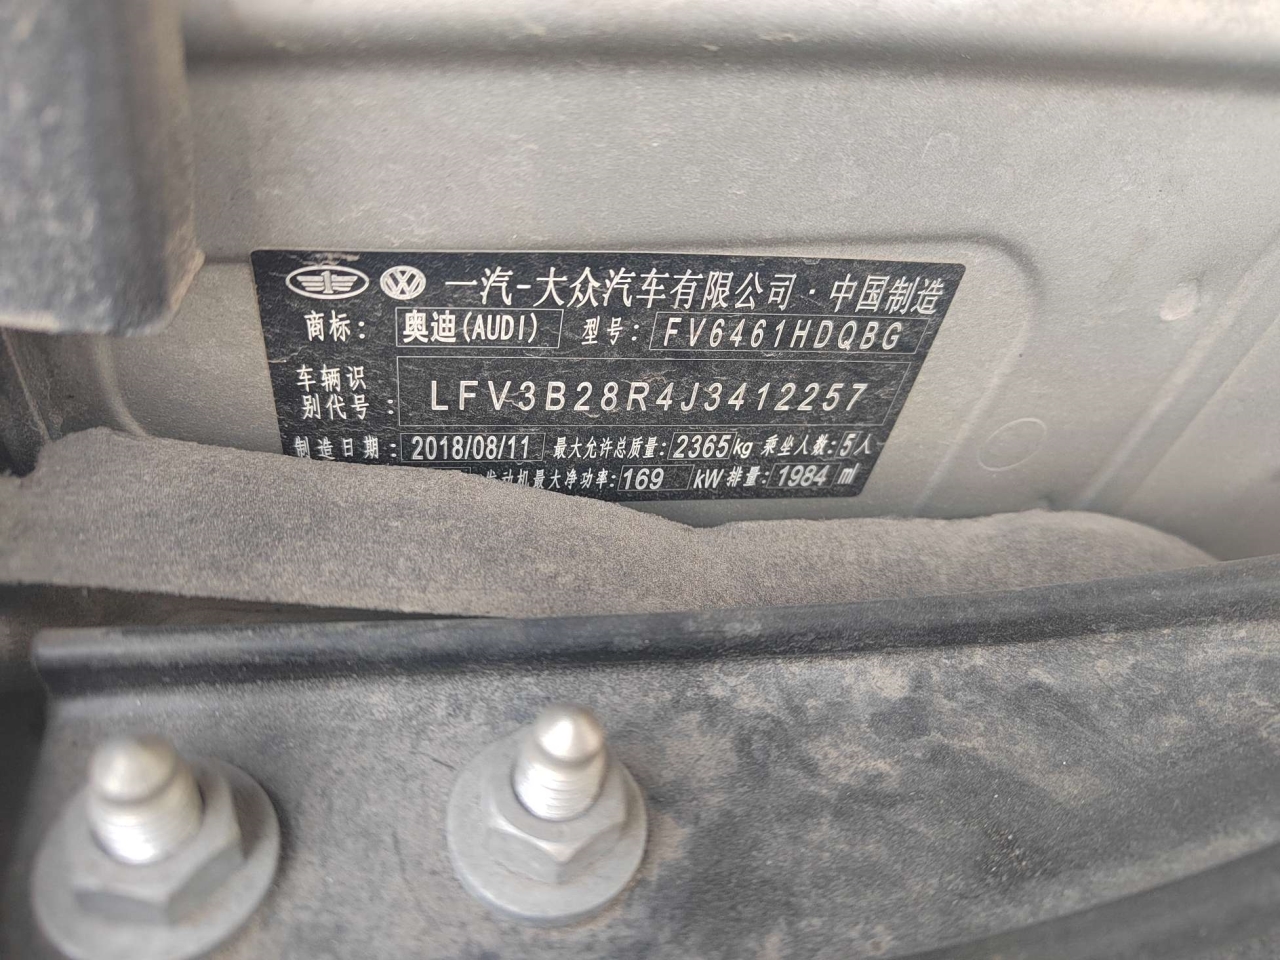 一汽-大众汽车有限公司·中国制造
商标: 奥迪(AUDI) 型号: FV6461HDQBG
车辆识别代号: LFV3B28R4J3412257
制造日期: 2018/08/11 最大允许总质量: 2365kg 乘坐人数: 5人
发动机最大净功率: 169 kW 排量: 1984 ml